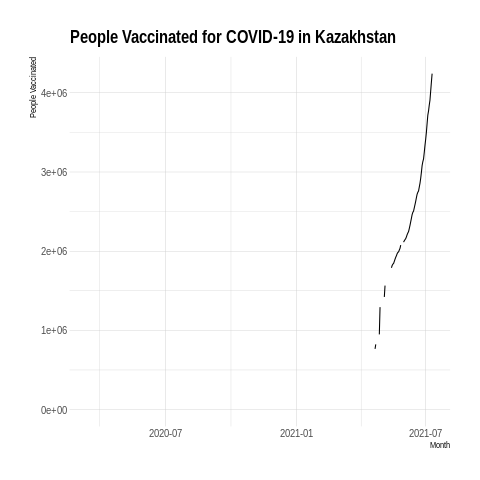 People Vaccinated for COVID-19 in Kazakhstan
People Vaccinated
4e+06
3e+06
2e+06
1e+06
0e+00
2020-07
2021-01
2021-07
Month